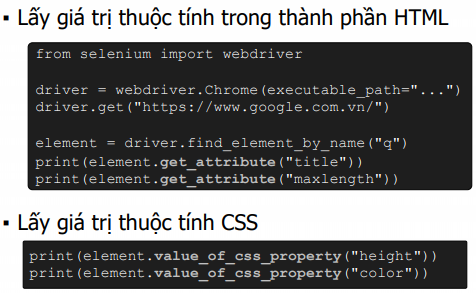 ▪ Lấy giá trị thuộc tính trong thành phần HTML
from selenium import webdriver
driver = webdriver.Chrome(executable_path="...")
driver.get("https://www.google.com.vn/")
element = driver.find_element_by_name("q")
print(element.get_attribute("title"))
print(element.get_attribute("maxlength"))
▪ Lấy giá trị thuộc tính CSS
print(element.value_of_css_property("height"))
print(element.value_of_css_property("color"))